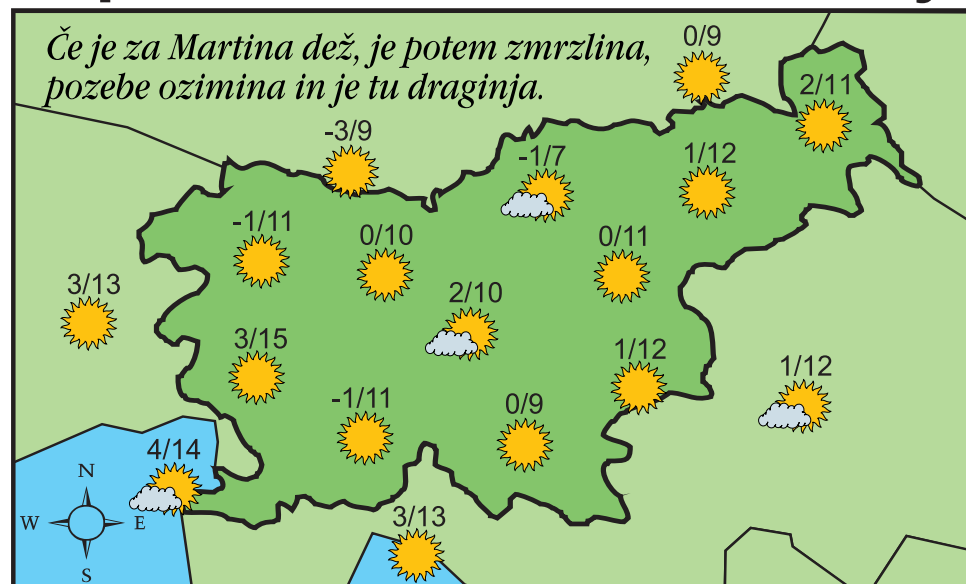 Če je za Martina dež, je potem zmrzlina,
pozebe ozimina in je tu draginja.
0/9
2/11
-3/9
-1/7
1/12
-1/11
0/10
0/11
3/13
2/10
3/15
1/12
1/12
-1/11
0/9
4/14
3/13
N
W
E
S